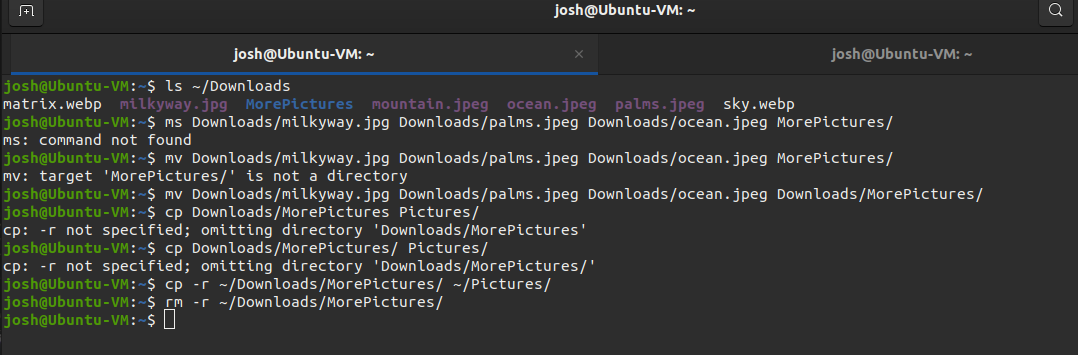 josh@Ubuntu-VM: ~
josh@Ubuntu-VM: ~ × josh@Ubuntu-VM: ~
josh@Ubuntu-VM:~$ ls ~/Downloads
matrix.webp milkyway.jpg MorePictures mountain.jpeg ocean.jpeg palms.jpeg sky.webp
josh@Ubuntu-VM:~$ ms Downloads/milkyway.jpg Downloads/palms.jpeg Downloads/ocean.jpeg MorePictures/
ms: command not found
josh@Ubuntu-VM:~$ mv Downloads/milkyway.jpg Downloads/palms.jpeg Downloads/ocean.jpeg MorePictures/
mv: target 'MorePictures/' is not a directory
josh@Ubuntu-VM:~$ mv Downloads/milkyway.jpg Downloads/palms.jpeg Downloads/ocean.jpeg Downloads/MorePictures/
josh@Ubuntu-VM:~$ cp Downloads/MorePictures Pictures/
cp: -r not specified; omitting directory 'Downloads/MorePictures'
josh@Ubuntu-VM:~$ cp Downloads/MorePictures/ Pictures/
cp: -r not specified; omitting directory 'Downloads/MorePictures/'
josh@Ubuntu-VM:~$ cp -r ~/Downloads/MorePictures/ ~/Pictures/
josh@Ubuntu-VM:~$ rm -r ~/Downloads/MorePictures/
josh@Ubuntu-VM:~$